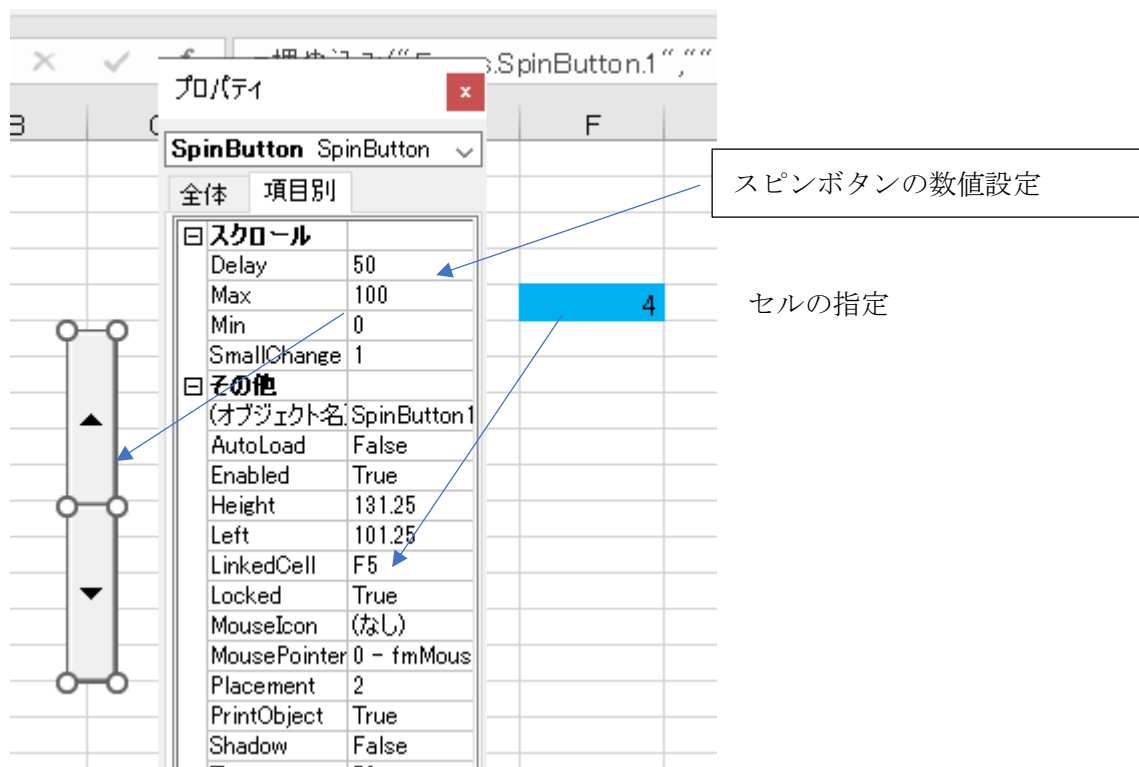 .SpinButton.1","" 
プロパティ
x
B
F
SpinButton SpinButton
全体 項目別
スピンボタンの数値設定
スクロール
Delay 50
Max 100
4
セルの指定
Min 0
SmallChange 1
その他
(オブジェクト名) SpinButton1
AutoLoad False
Enabled True
Height 131.25
Left 101.25
LinkedCell F5
Locked True
MouseIcon (なし)
MousePointer 0 - fmMous
Placement 2
PrintObject True
Shadow False